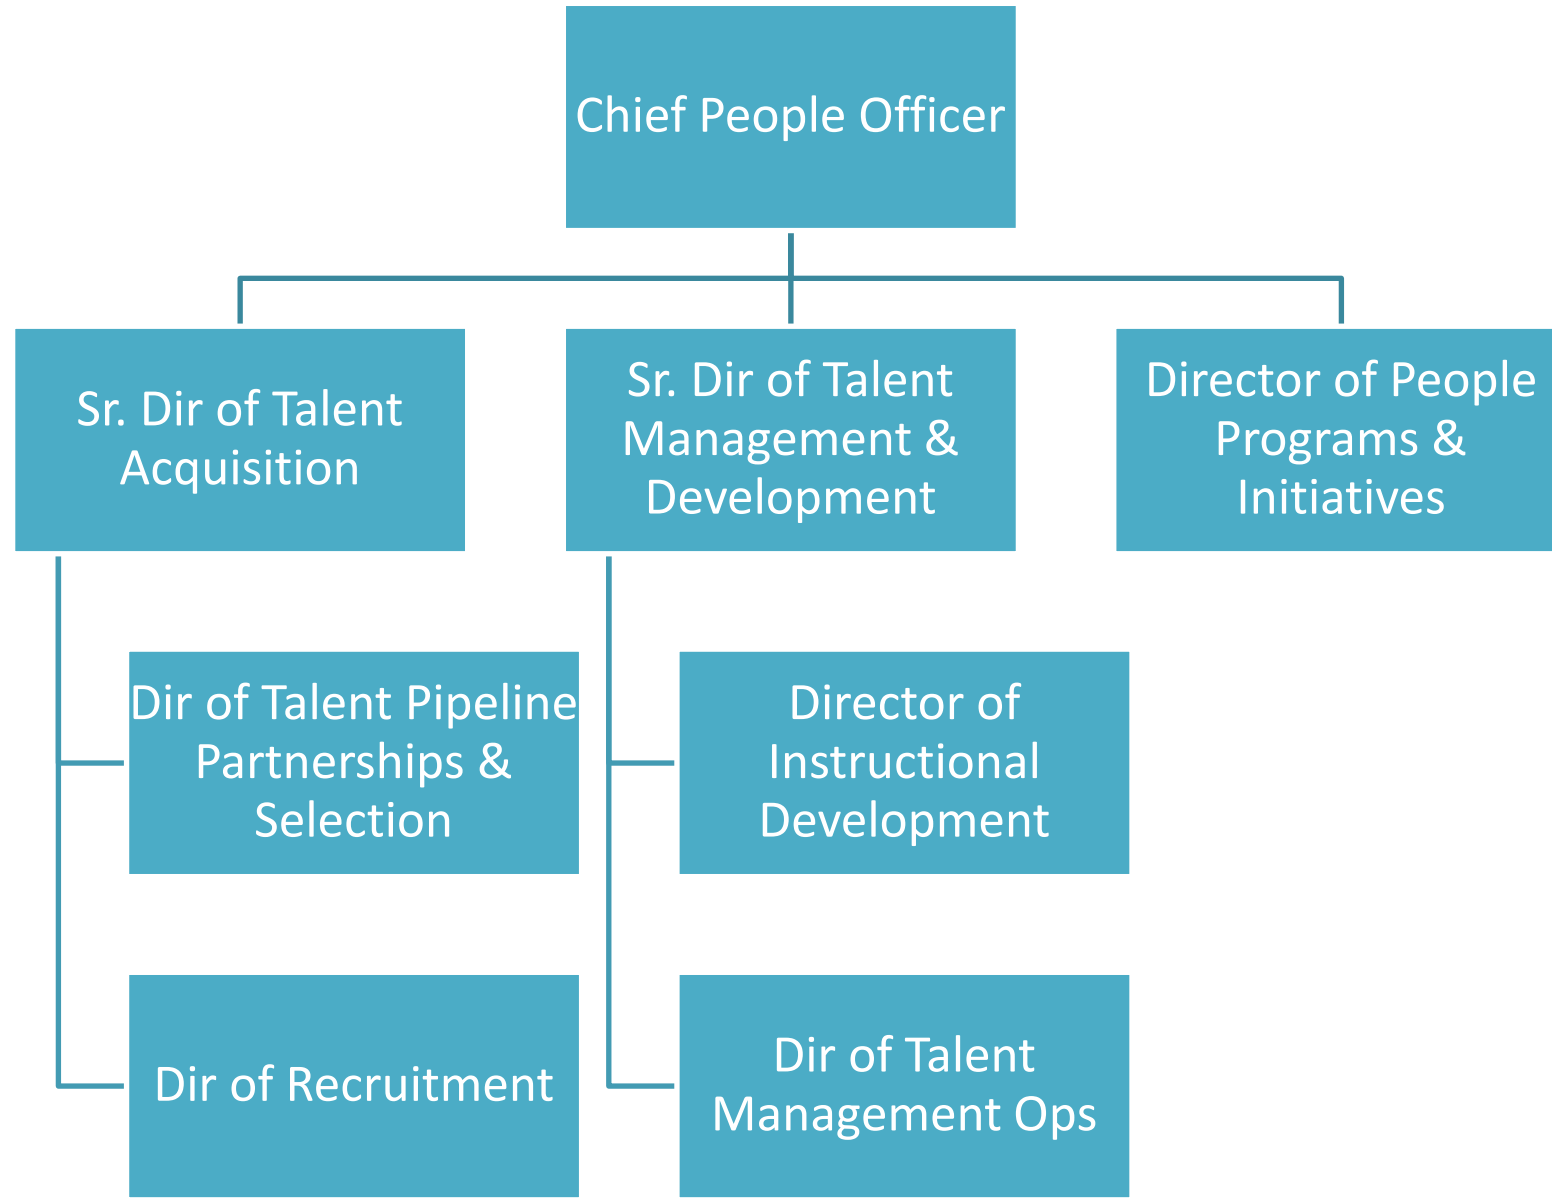 Chief People Officer
Sr. Dir of Talent
Acquisition
Sr. Dir of Talent
Management &
Development
Director of People
Programs &
Initiatives
Dir of Talent Pipeline
Partnerships &
Selection
Director of
Instructional
Development
Dir of Recruitment
Dir of Talent
Management Ops